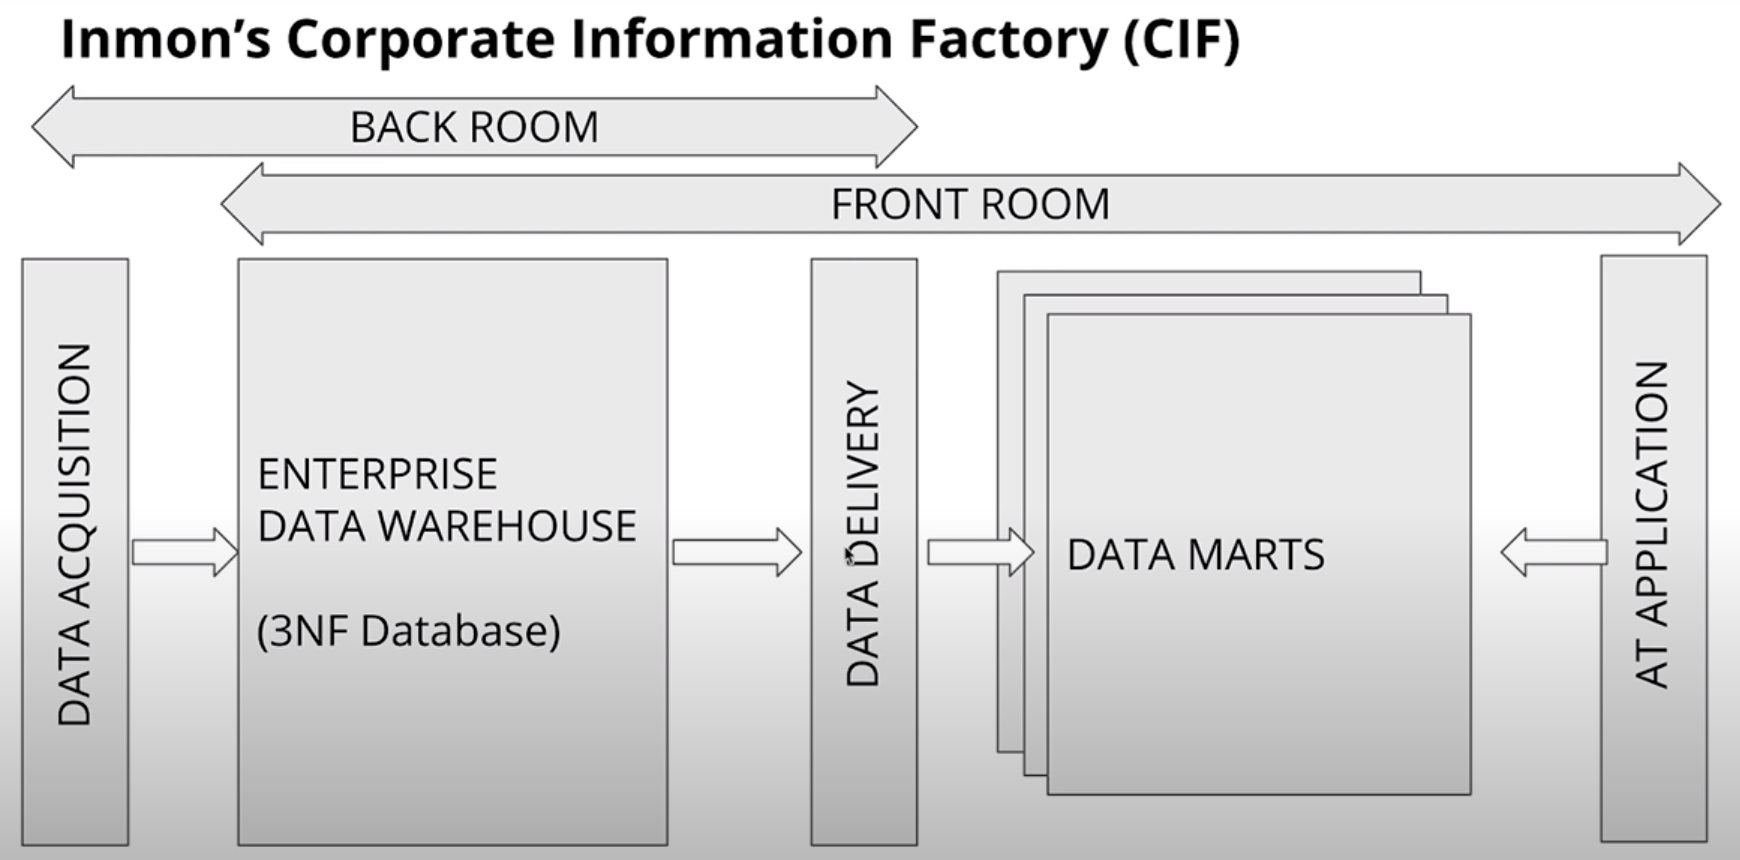 Inmon's Corporate Information Factory (CIF)
BACK ROOM
FRONT ROOM
DATA ACQUISITION
ENTERPRISE
DATA WAREHOUSE
(3NF Database)
DATA DELIVERY
DATA MARTS
AT APPLICATION